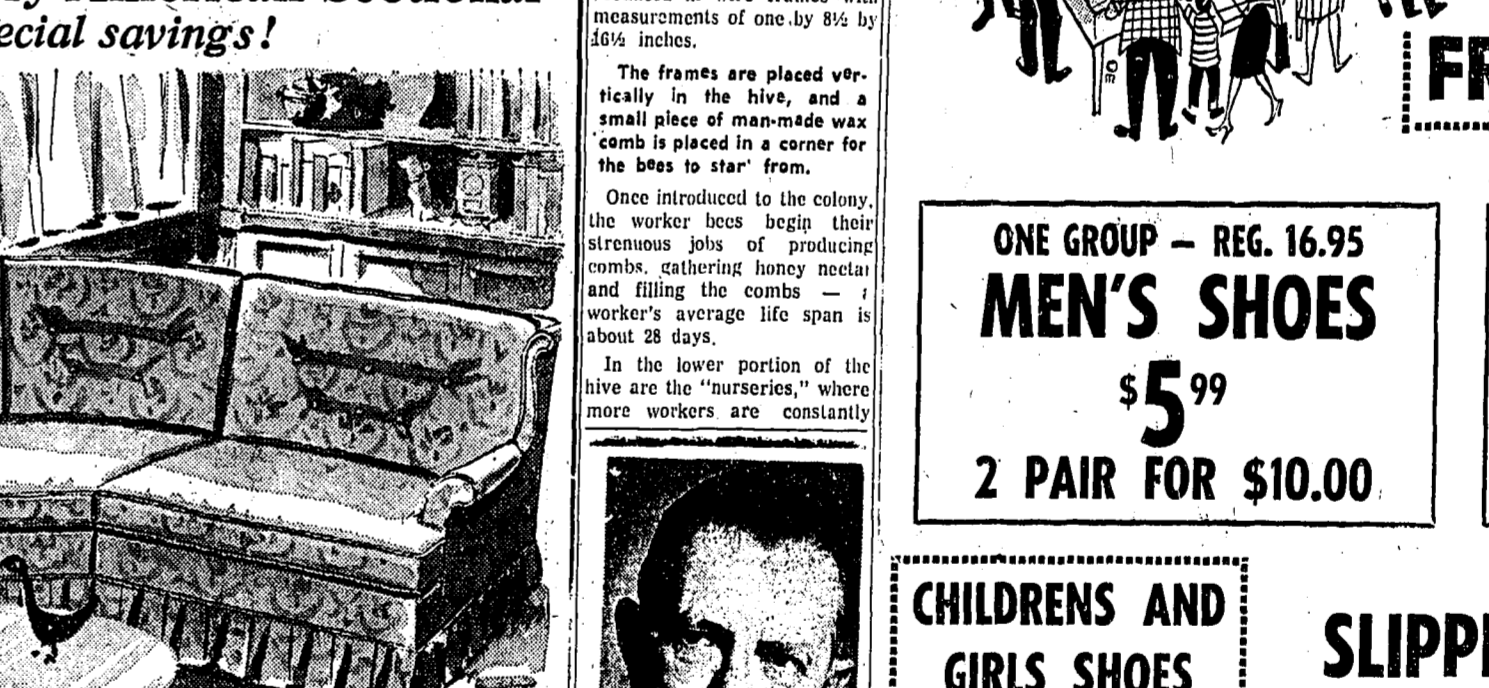 American Sectional
ecial savings!
measurements of one by 8½ by
16½ inches.
The frames are placed ver-
tically in the hive, and a
small piece of man-made wax
comb is placed in a corner for
the bees to star' from.
Once introduced to the colony,
the worker bees begin their
strenuous jobs of producing
combs, gathering honey nectar
and filling the combs —
worker's average life span is
about 28 days.
In the lower portion of the
hive are the "nurseries," where
more workers are constantly
FR
ONE GROUP — REG. 16.95
MEN'S SHOES
$5 99
2 PAIR FOR $10.00
CHILDRENS AND
GIRLS SHOES
SLIPP